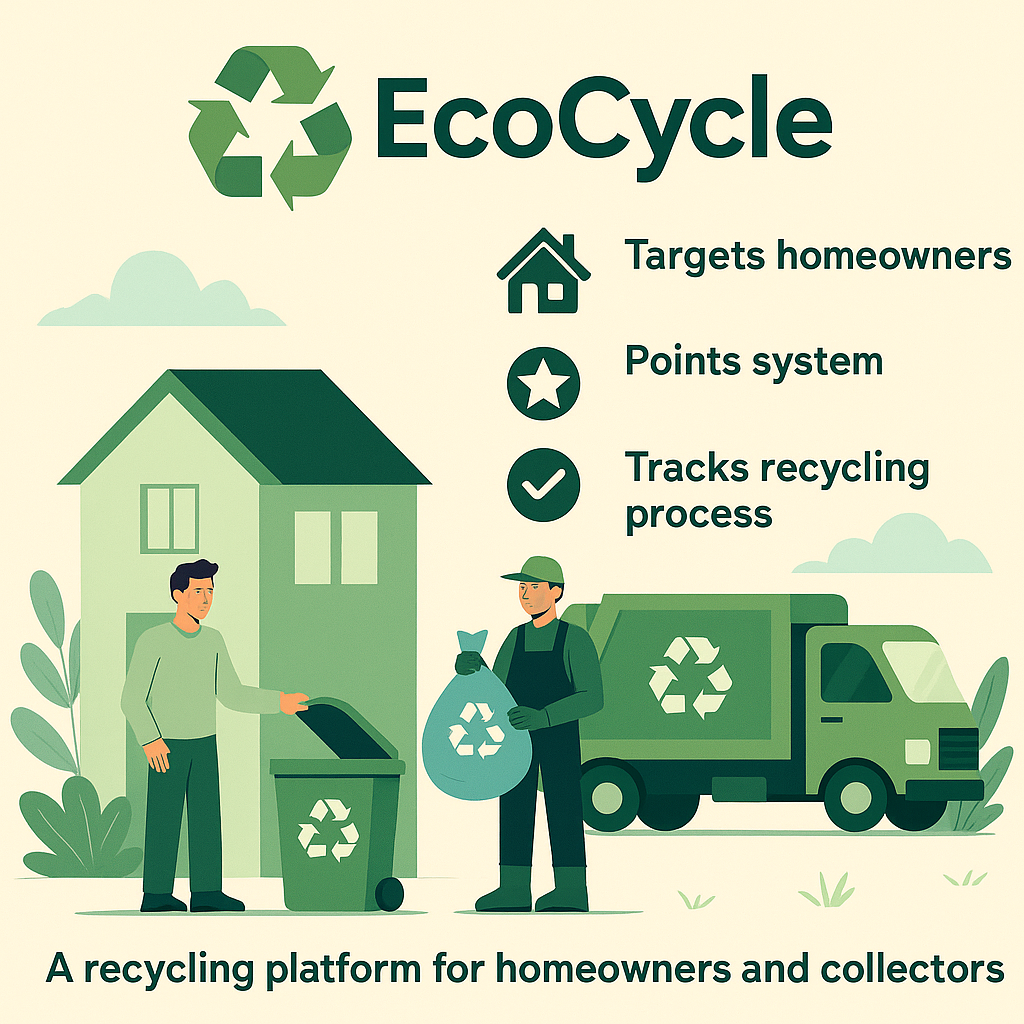 EcoCycle
Targets homeowners
Points system
Tracks recycling
process
A recycling platform for homeowners and collectors